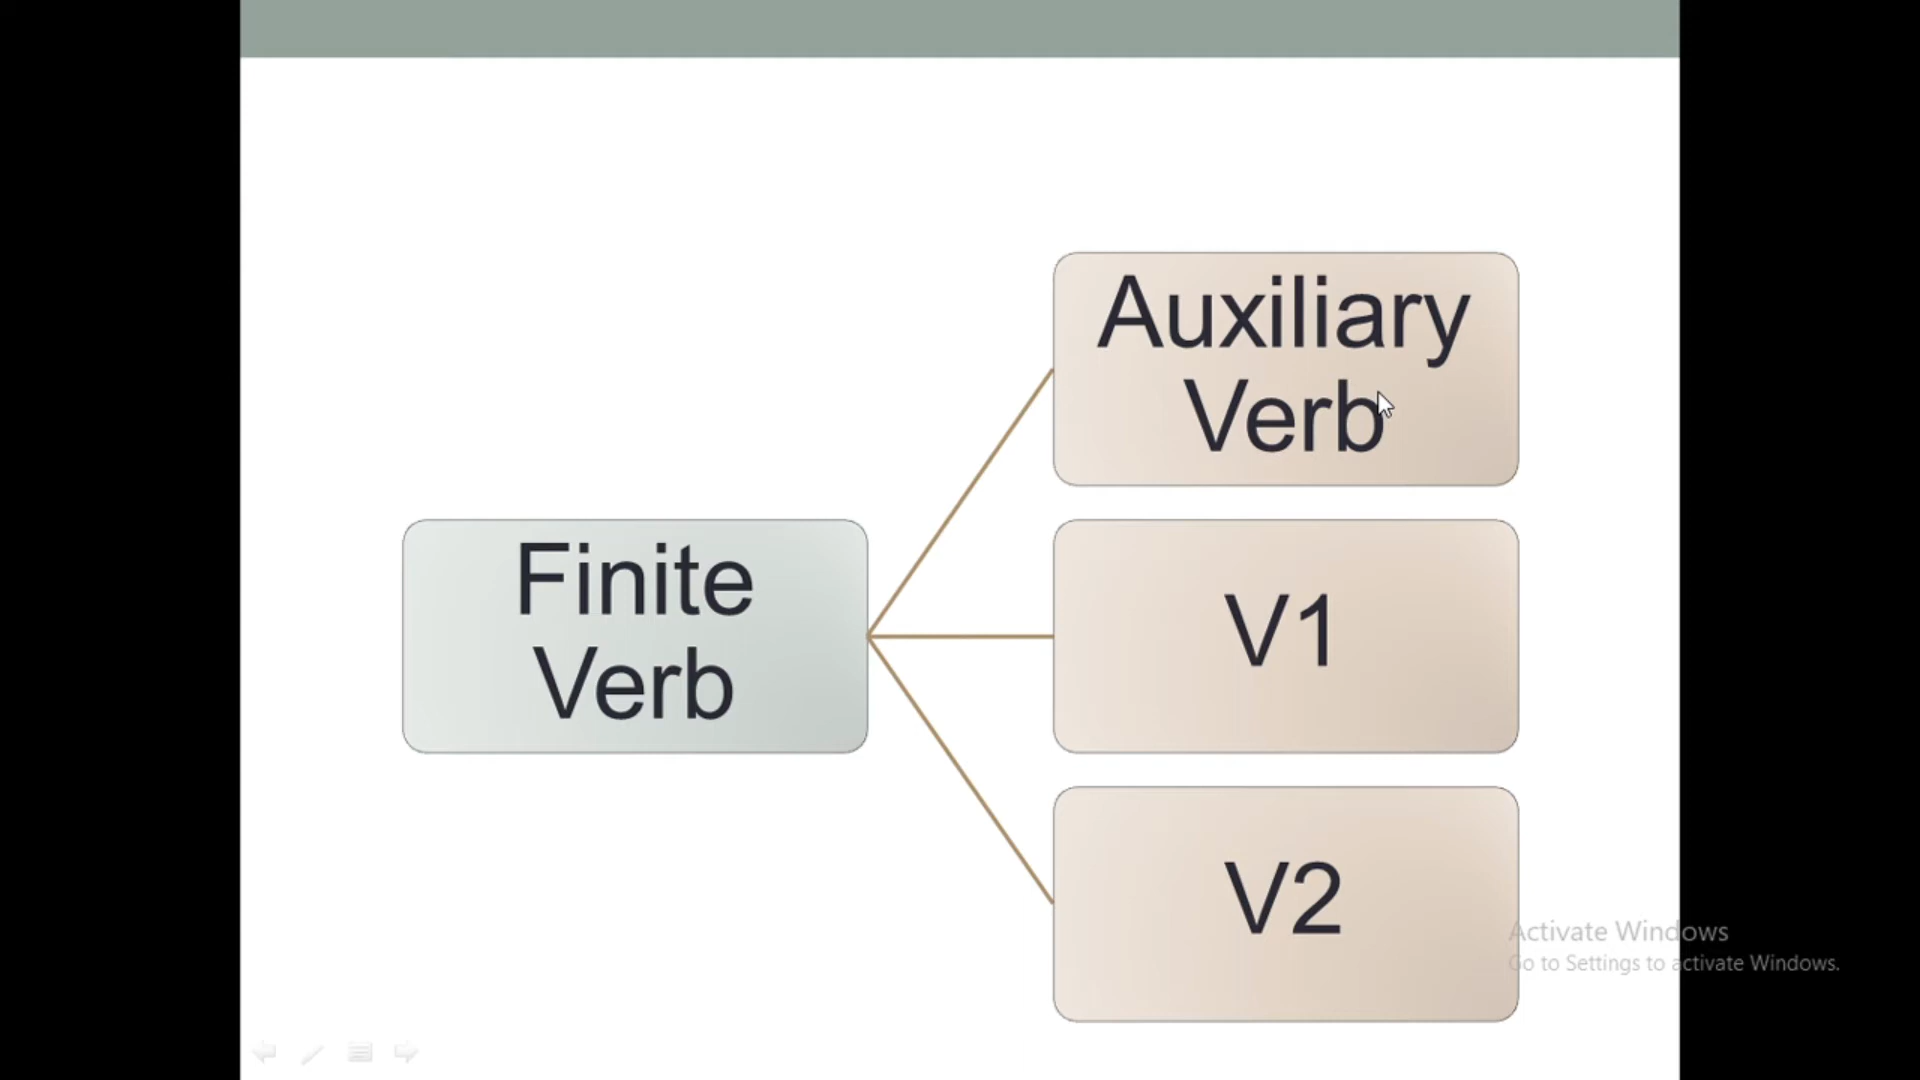 Finite
Verb
Auxiliary
Verb
V1
V2
Activate Windows
Go to Settings to activate Windows.